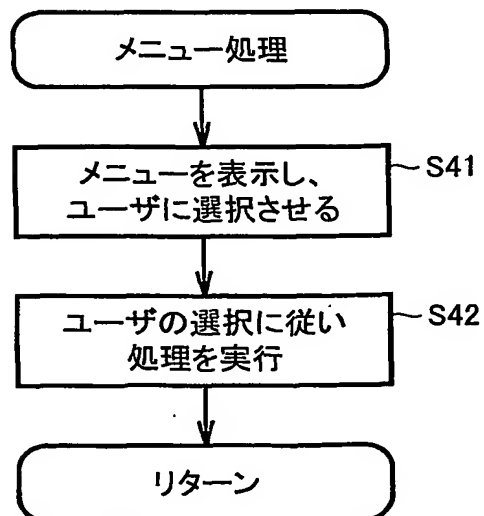 メニュー処理
メニューを表示し、
ユーザに選択させる
S41
ユーザの選択に従い
処理を実行
S42
リターン